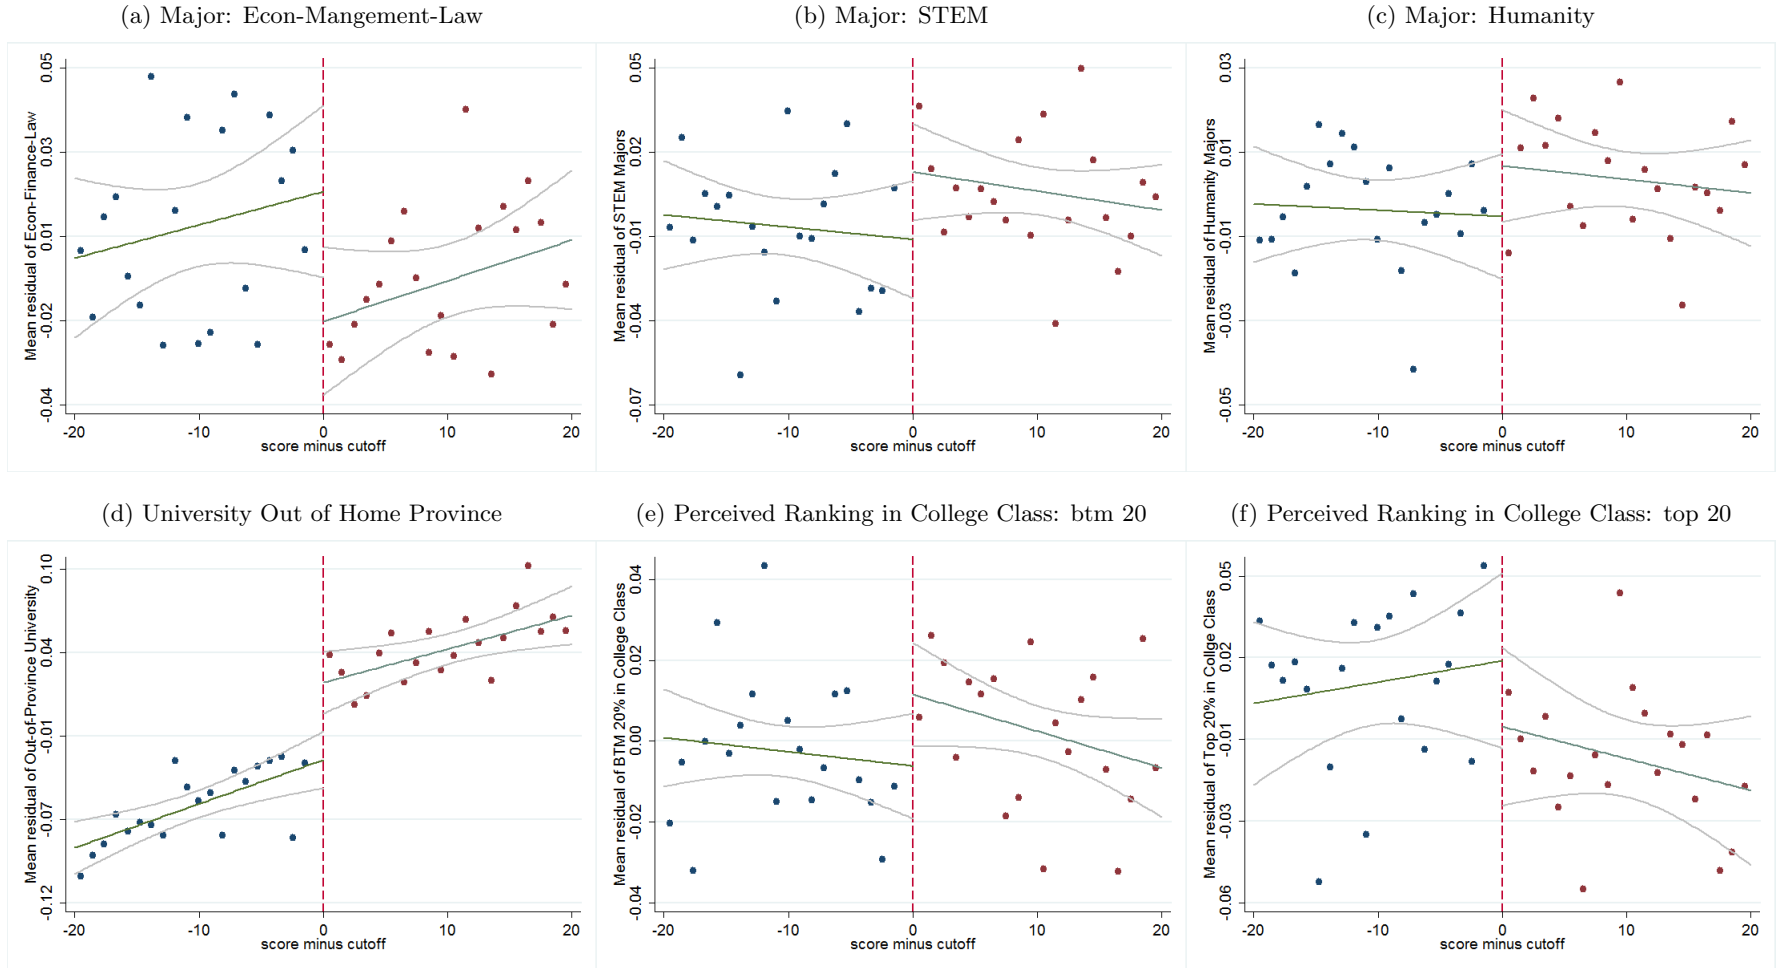 (a) Major: Econ-Mangement-Law
Mean residual of Econ-Finance-Law
0.05
0.03
0.01
-0.02
-0.04
-20 -10 0 10 20
score minus cutoff
(b) Major: STEM
Mean residual of STEM Majors
0.05
0.02
-0.01
-0.04
-0.07
-20 -10 0 10 20
score minus cutoff
(c) Major: Humanity
Mean residual of Humanity Majors
0.03
0.01
-0.01
-0.03
-0.05
-20 -10 0 10 20
score minus cutoff
(d) University Out of Home Province
Mean residual of Out-of-Province University
0.10
0.04
-0.01
-0.07
-0.12
-20 -10 0 10 20
score minus cutoff
(e) Perceived Ranking in College Class: btm 20
Mean residual of BTM 20% in College Class
0.04
0.02
0.00
-0.02
-0.04
-20 -10 0 10 20
score minus cutoff
(f) Perceived Ranking in College Class: top 20
Mean residual of Top 20% in College Class
0.05
0.02
-0.01
-0.03
-0.06
-20 -10 0 10 20
score minus cutoff